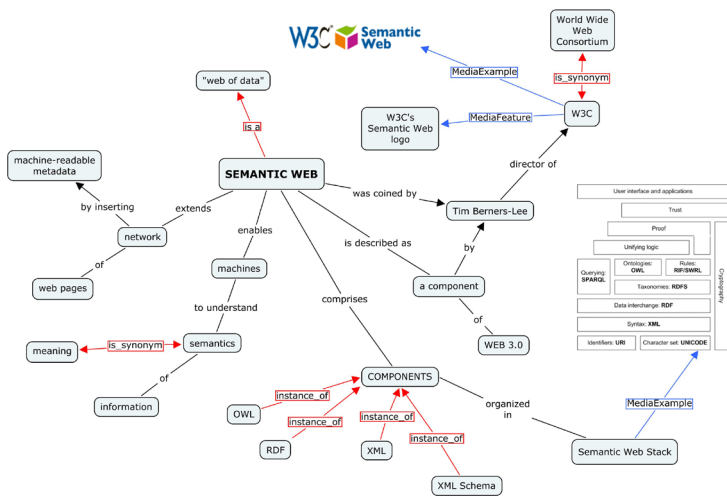 W3C Semantic
Web
World Wide
Web
Consortium
MediaExample
is_synonym
"web of data"
W3C's
Semantic Web
logo
MediaFeature
W3C
is a
machine-readable
metadata
SEMANTIC WEB
director of
was coined by
by inserting
extends
Tim Berners-Lee
network
enables
is described as
by
of
machines
web pages
a component
to understand
comprises
of
meaning
is_synonym
semantics
WEB 3.0
of
information
COMPONENTS
instance_of
OWL
instance_of
RDF
instance_of
XML
instance_of
XML Schema
organized
in
Semantic Web Stack
MediaExample
User interface and applications
Trust
Proof
Unifying logic
Querying:
SPARQL
Ontologies:
OWL
Rules:
RIF/SWRL
Taxonomies: RDFS
Cryptography
Data interchange: RDF
Syntax: XML
Identifiers: URI
Character set: UNICODE